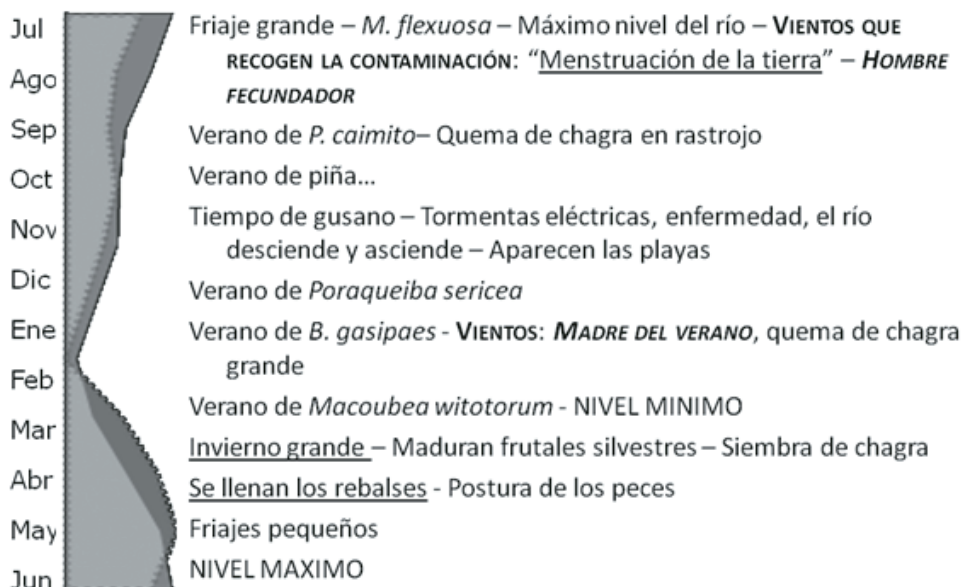 Jul
Ago
Sep
Oct
Nov
Dic
Ene
Feb
Mar
Abr
May
Jun
Friaje grande – M. flexuosa – Máximo nivel del río – VIENTOS QUE
RECOGEN LA CONTAMINACIÓN: “Menstruación de la tierra” – HOMBRE
FECUNDADOR
Verano de P. caimito– Quema de chagra en rastrojo
Verano de piña...
Tiempo de gusano – Tormentas eléctricas, enfermedad, el río
desciende y asciende – Aparecen las playas
Verano de Poraqueiba sericea
Verano de B. gasipaes - VIENTOS: MADRE DEL VERANO, quema de chagra
grande
Verano de Macoubea witotorum - NIVEL MINIMO
Invierno grande – Maduran frutales silvestres – Siembra de chagra
Se llenan los rebalses - Postura de los peces
Friajes pequeños
NIVEL MAXIMO